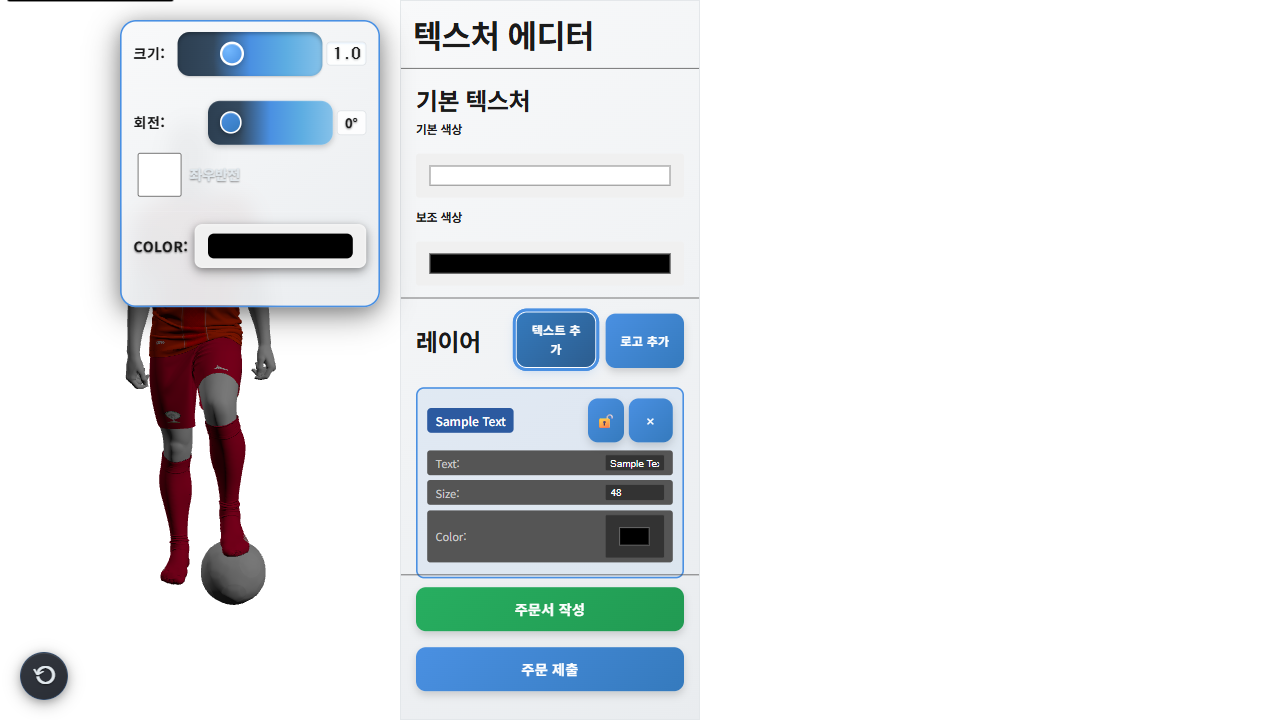 크기:
1.0
회전:
0°
좌우반전
COLOR:
텍스처 에디터
기본 텍스처
기본 색상
보조 색상
레이어
텍스트 추
가
로고 추가
Sample Text
×
Text:
Sample Tex
Size:
48
Color:
주문서 작성
주문 제출